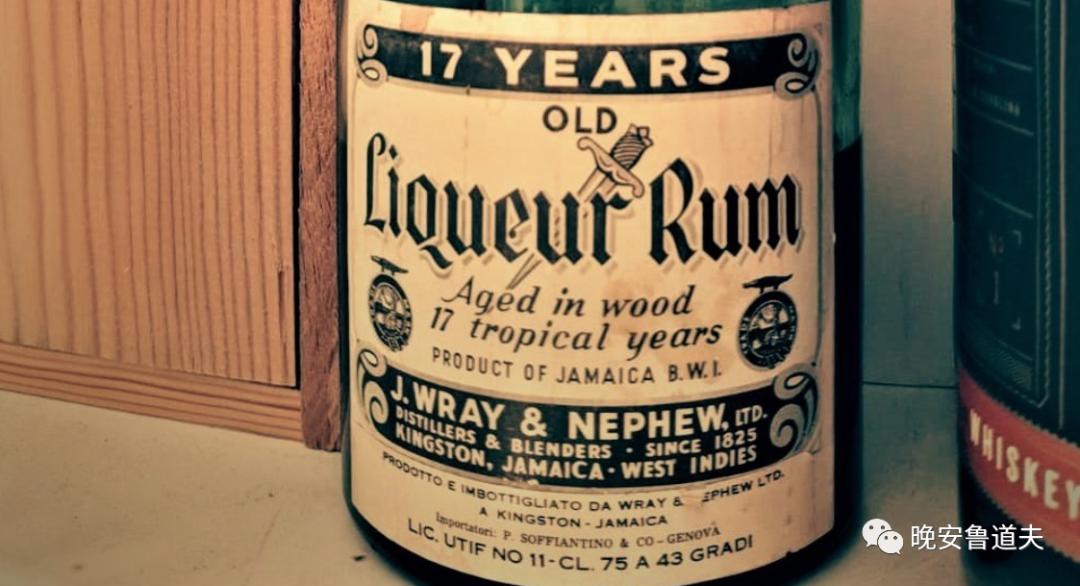 17 YEARS
OLD
Liqueur Rum
Aged in wood
17 tropical years
PRODUCT OF JAMAICA B.W.I.
J. WRAY & NEPHEW, LTD.
DISTILLERS & BLENDERS · SINCE 1825
KINGSTON, JAMAICA · WEST INDIES
PRODOTTO E IMBOTTIGLIATO DA WRAY & EPHEW LTD.
A KINGSTON - JAMAICA
Importatori: P. SOFFIANTINO & CO - GENOVA
LIC. UTIF NO 11 - CL. 75 A 43 GRADI
WHISKEY
晚安鲁道夫